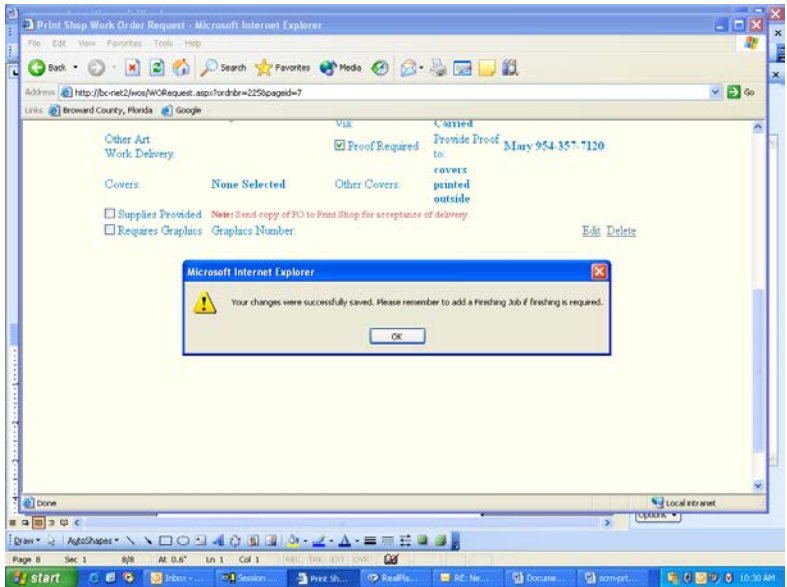 Print Shop Work Order Request - Microsoft Internet Explorer
File Edit View Favorites Tools Help
Back Search Favorites Media
Address http://bc-net2/wos/WORequest.aspx?ordnbr=225&pageid=7 Go
Links Broward County, Florida Google
Via: Carried
Other Art Work Delivery: Proof Required Provide Proof to: Mary 954-357-7120
Covers: None Selected Other Covers: covers printed outside
Supplies Provided Note: Send copy of PO to Print Shop for acceptance of delivery.
Requires Graphics Graphics Number: Edit Delete
Microsoft Internet Explorer
Your changes were successfully saved. Please remember to add a Finishing Job if finishing is required.
OK
Done Local intranet
Options
Draw AutoShapes
Page 8 Sec 1 8/8 At 0.6" Ln 1 Col 1 REC TRK EXT OVR
start Inbox - ... Session ... Print Sh... RealPla... RE: Ne... Docume... scrn-prt... 10:30 AM